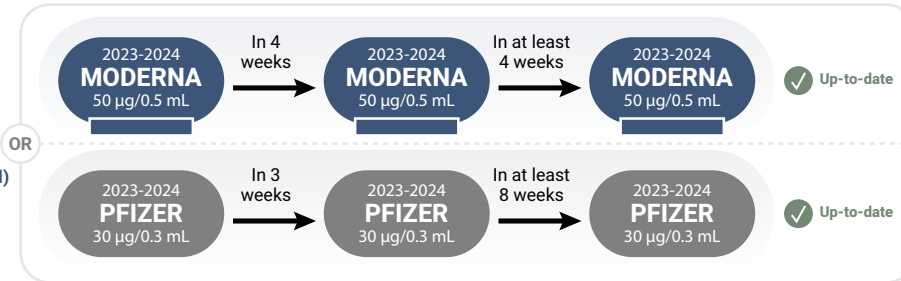 In 4
weeks
In at least
4 weeks
2023-2024
MODERNA
50 µg/0.5 mL
2023-2024
MODERNA
50 µg/0.5 mL
2023-2024
MODERNA
50 µg/0.5 mL
Up-to-date
OR
In 3
weeks
In at least
8 weeks
2023-2024
PFIZER
30 µg/0.3 mL
2023-2024
PFIZER
30 µg/0.3 mL
2023-2024
PFIZER
30 µg/0.3 mL
Up-to-date